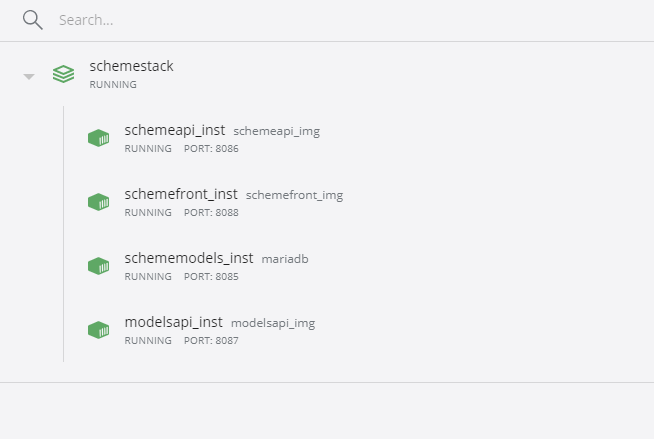 Search...
schemestack
RUNNING
schemeapi_inst schemeapi_img
RUNNING PORT: 8086
schemefront_inst schemefront_img
RUNNING PORT: 8088
schememodels_inst mariadb
RUNNING PORT: 8085
modelsapi_inst modelsapi_img
RUNNING PORT: 8087